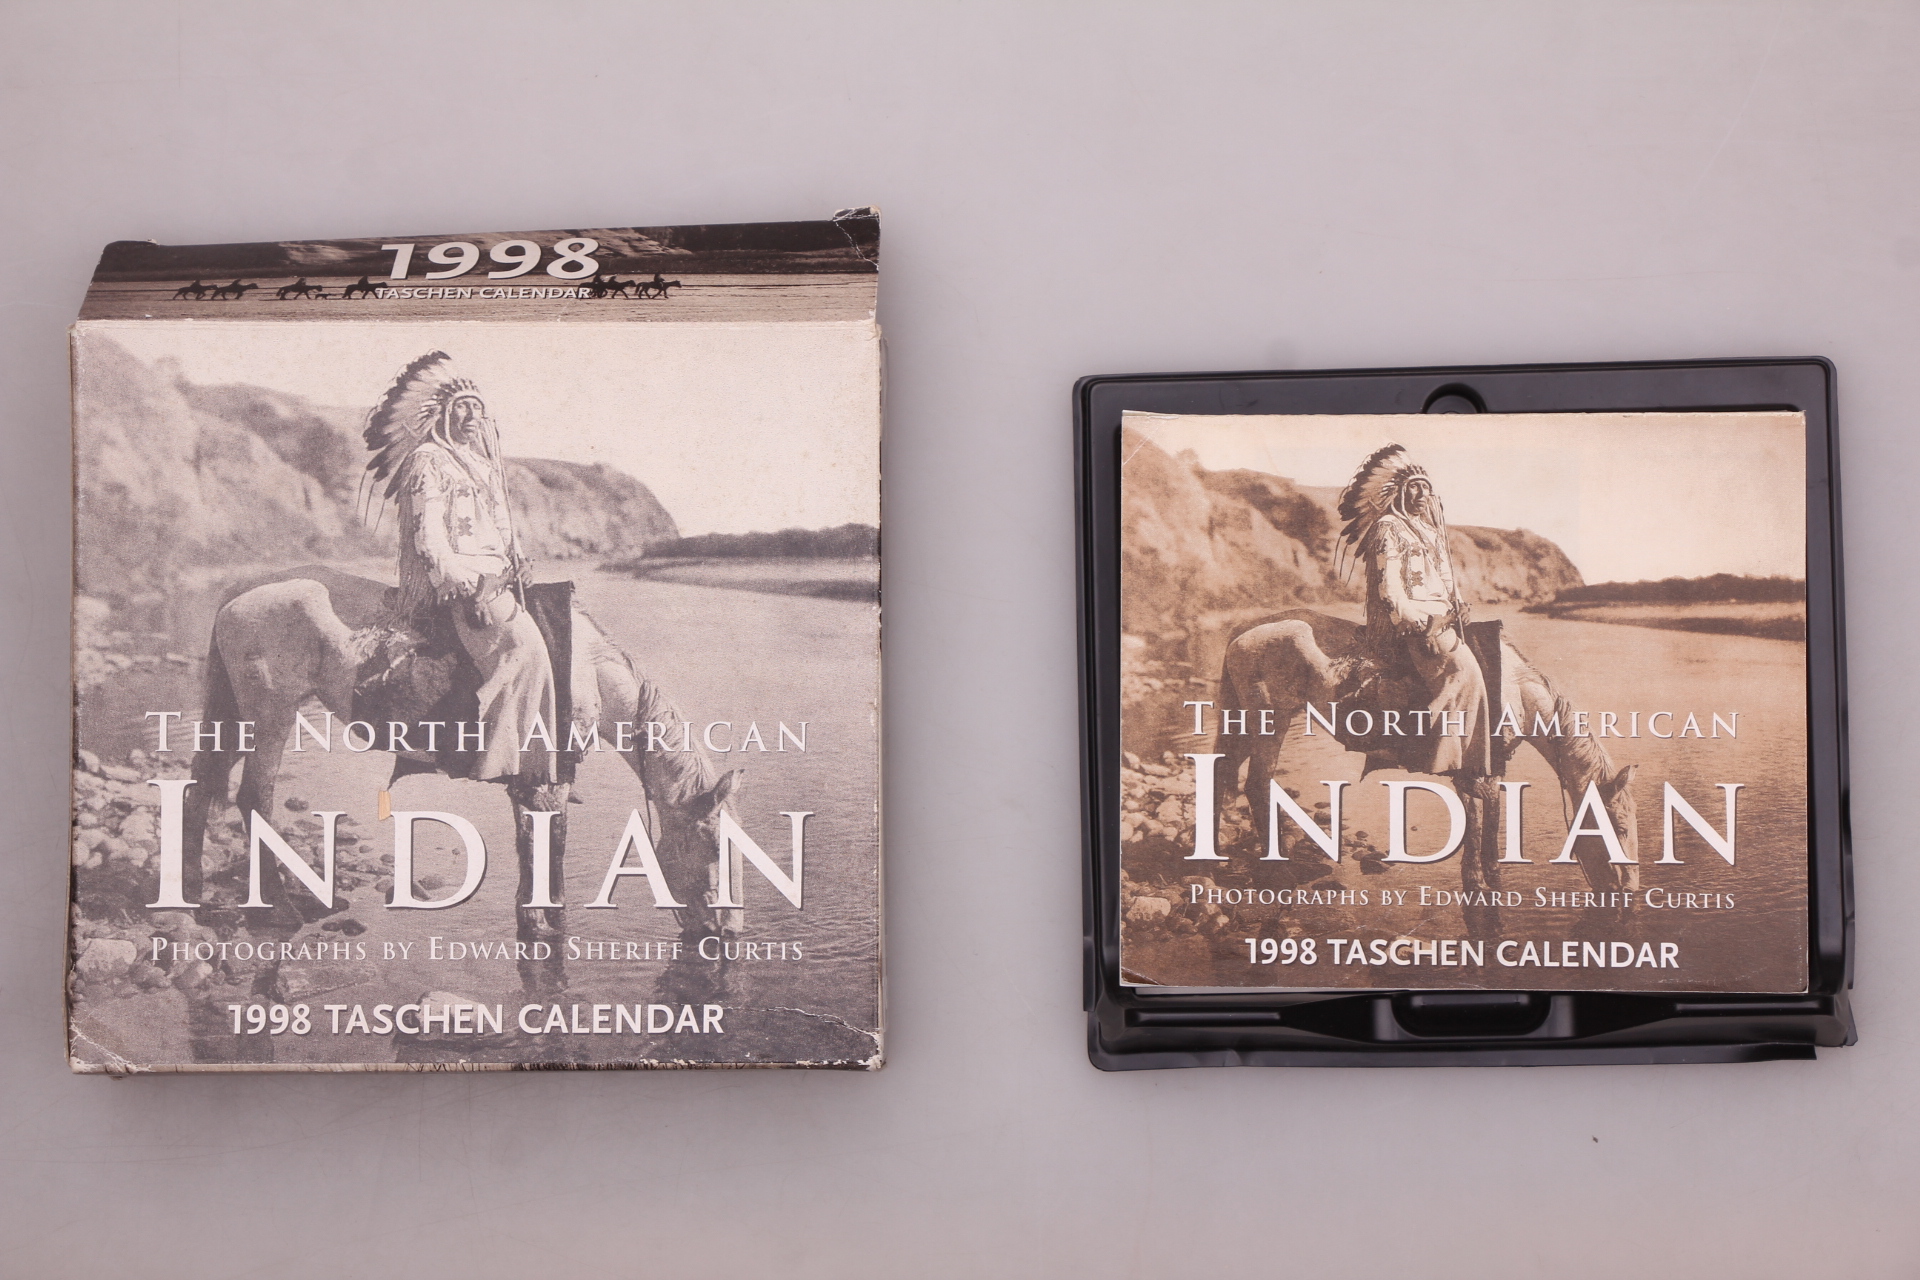 1998
TASCHEN CALENDAR
THE NORTH AMERICAN
INDIAN
PHOTOGRAPHS BY EDWARD SHERIFF CURTIS
1998 TASCHEN CALENDAR
THE NORTH AMERICAN
INDIAN
PHOTOGRAPHS BY EDWARD SHERIFF CURTIS
1998 TASCHEN CALENDAR